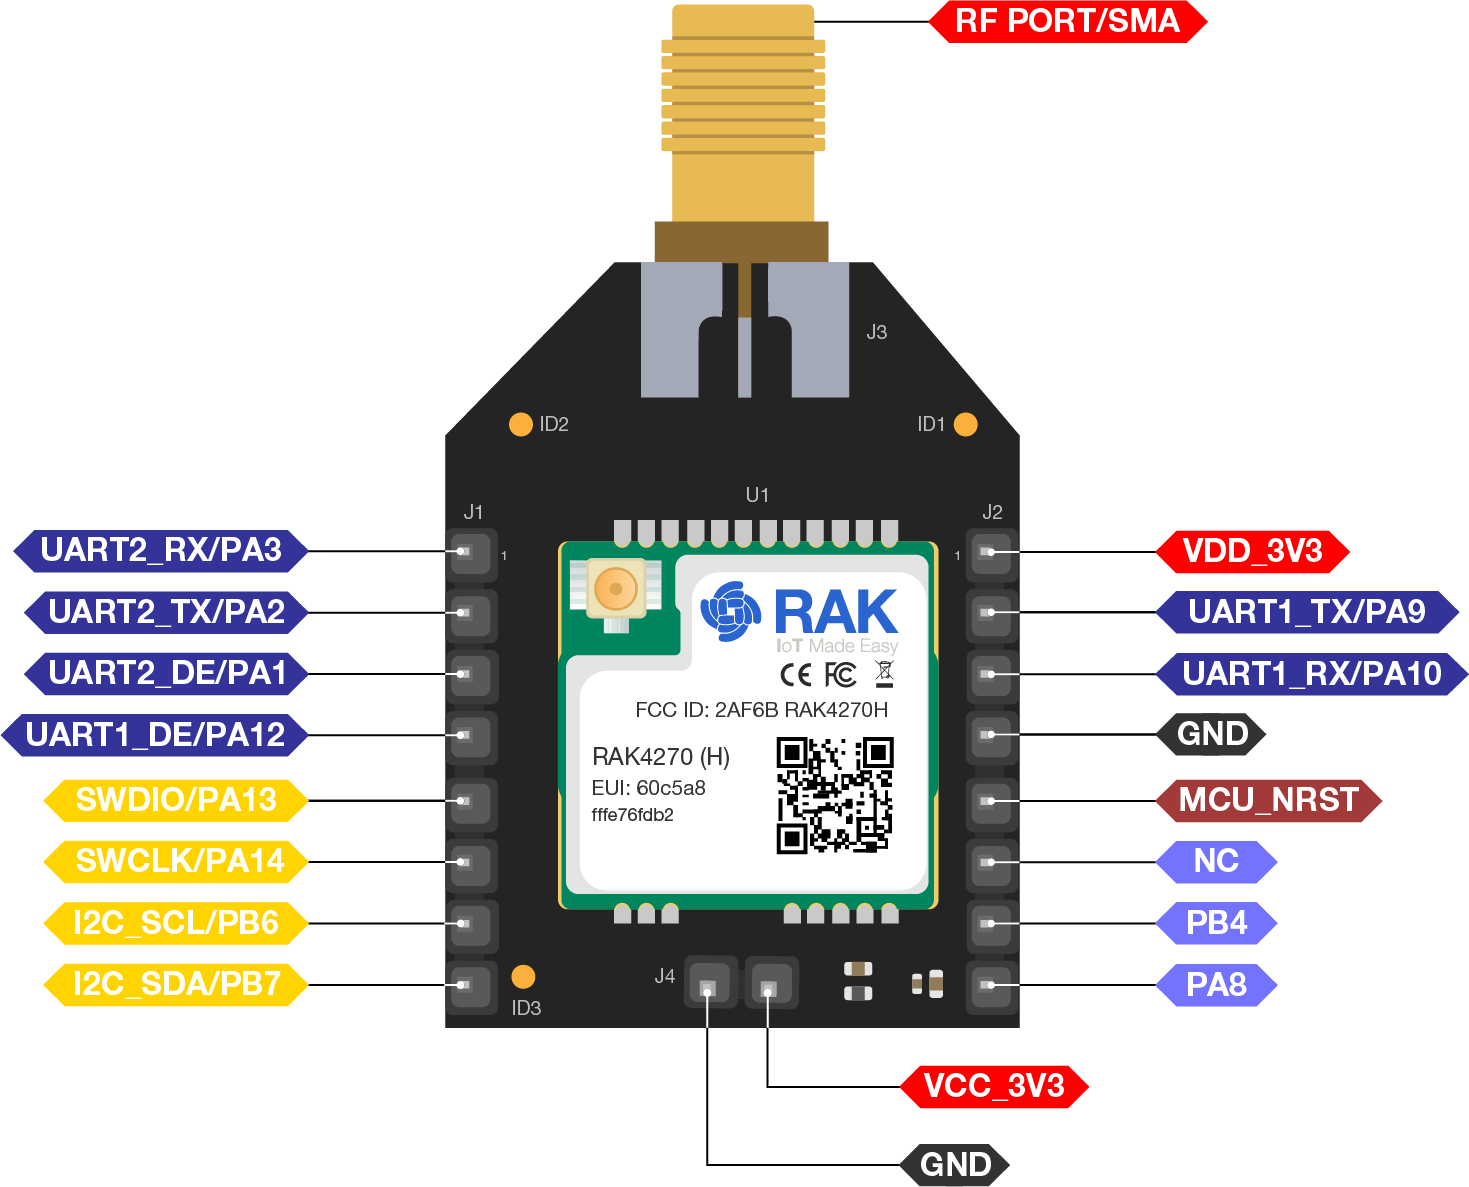 RF PORT/SMA
J3
ID2
ID1
U1
J1
J2
UART2_RX/PA3
1
1
VDD_3V3
UART2_TX/PA2
UART1_TX/PA9
UART2_DE/PA1
UART1_RX/PA10
UART1_DE/PA12
GND
SWDIO/PA13
MCU_NRST
SWCLK/PA14
NC
I2C_SCL/PB6
PB4
I2C_SDA/PB7
PA8
RAK
IoT Made Easy
CE FC
FCC ID: 2AF6B RAK4270H
RAK4270 (H)
EUI: 60c5a8
fffe76fdb2
J4
ID3
VCC_3V3
GND